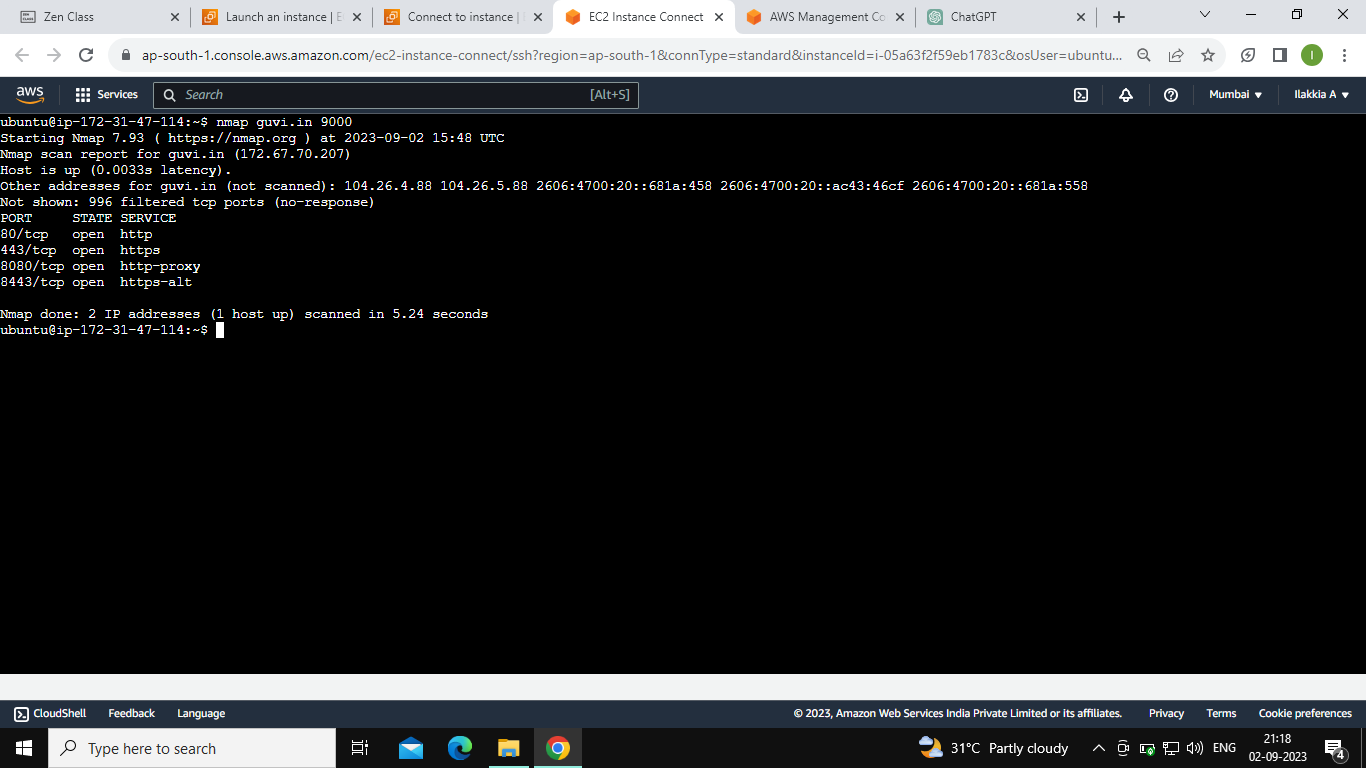 Zen Class
Launch an instance | E
Connect to instance |
EC2 Instance Connect
AWS Management Co
ChatGPT
ap-south-1.console.aws.amazon.com/ec2-instance-connect/ssh?region=ap-south-1&connType=standard&instanceId=i-05a63f2f59eb1783c&osUser=ubuntu...
I
aws
Services
Search
[Alt+S]
Mumbai
Ilakkia A
ubuntu@ip-172-31-47-114:~$ nmap guvi.in 9000
Starting Nmap 7.93 ( https://nmap.org ) at 2023-09-02 15:48 UTC
Nmap scan report for guvi.in (172.67.70.207)
Host is up (0.0033s latency).
Other addresses for guvi.in (not scanned): 104.26.4.88 104.26.5.88 2606:4700:20::681a:458 2606:4700:20::ac43:46cf 2606:4700:20::681a:558
Not shown: 996 filtered tcp ports (no-response)
PORT     STATE SERVICE
80/tcp   open  http
443/tcp  open  https
8080/tcp open  http-proxy
8443/tcp open  https-alt
Nmap done: 2 IP addresses (1 host up) scanned in 5.24 seconds
ubuntu@ip-172-31-47-114:~$
CloudShell
Feedback
Language
© 2023, Amazon Web Services India Private Limited or its affiliates.
Privacy
Terms
Cookie preferences
Type here to search
31°C Partly cloudy
ENG
21:18
02-09-2023
4